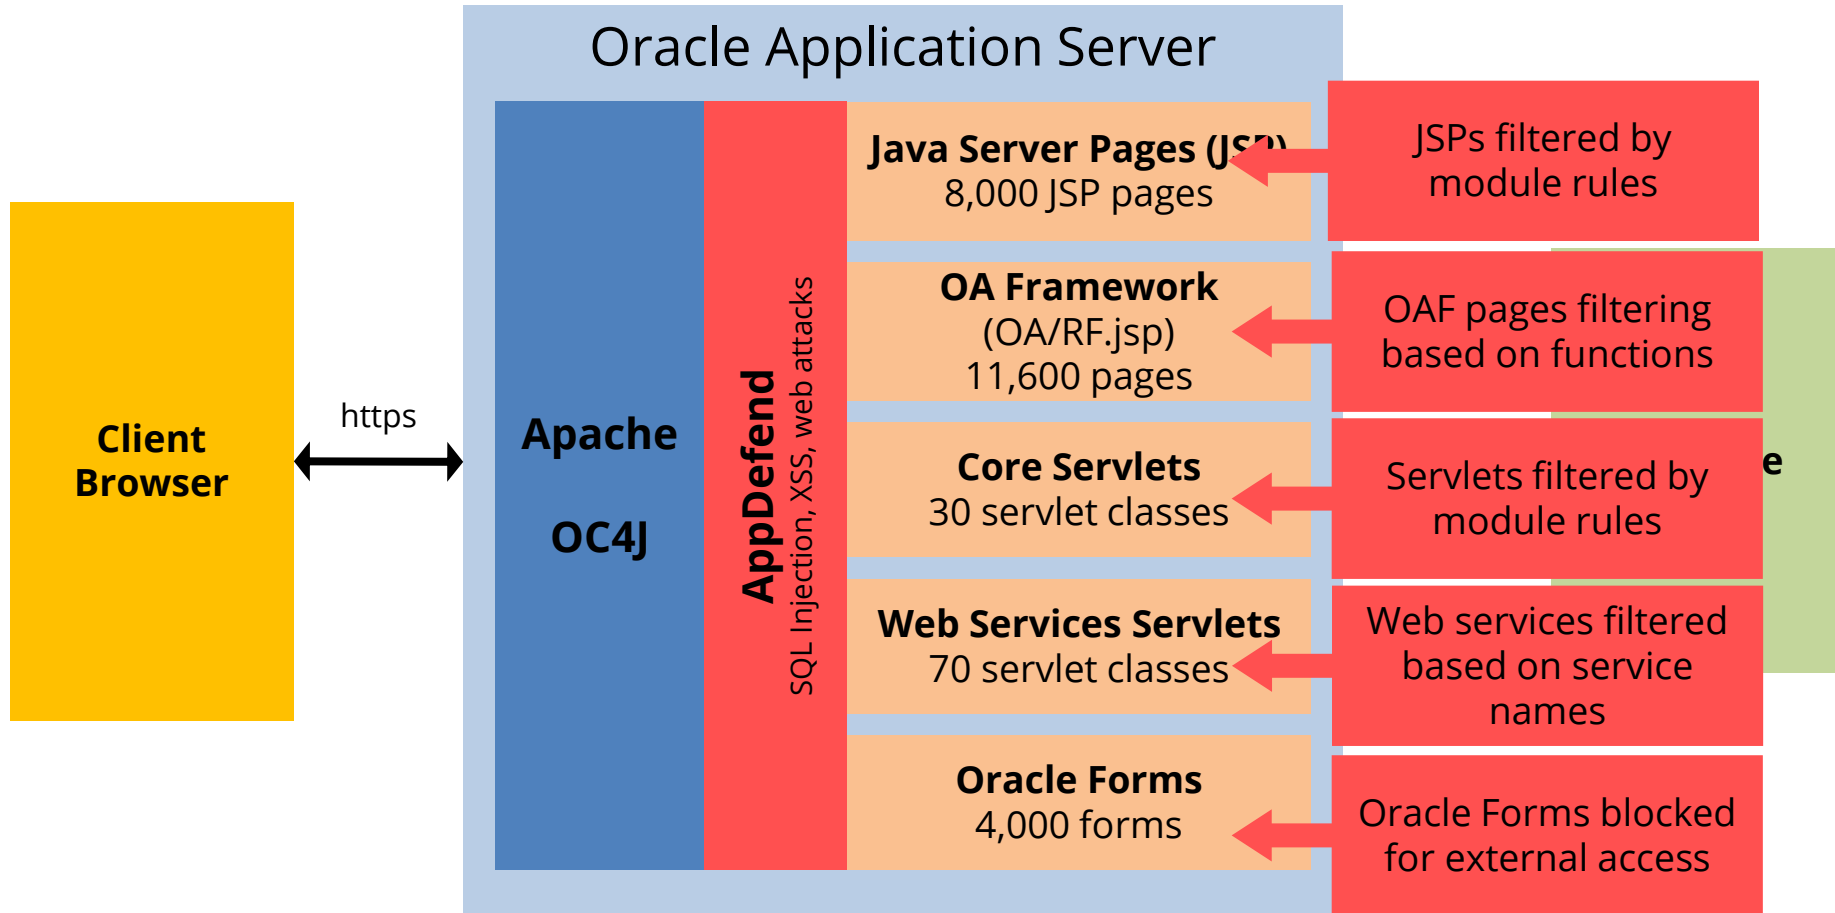 Oracle Application Server
Client
Browser
https
Apache
OC4J
AppDefend
SQL Injection, XSS, web attacks
Java Server Pages (JSP)
8,000 JSP pages
OA Framework
(OA/RF.jsp)
11,600 pages
Core Servlets
30 servlet classes
Web Services Servlets
70 servlet classes
Oracle Forms
4,000 forms
JSPs filtered by
module rules
OAF pages filtering
based on functions
Servlets filtered by
module rules
Web services filtered
based on service
names
Oracle Forms blocked
for external access